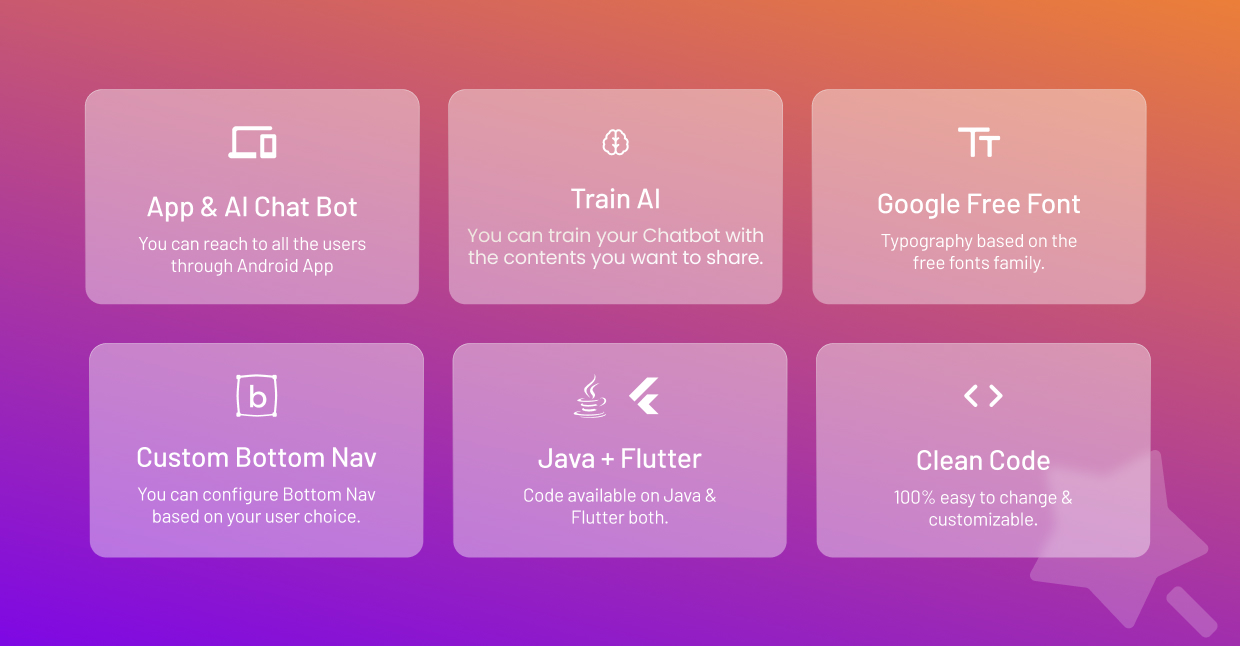 App & AI Chat Bot
You can reach to all the users
through Android App
Train AI
You can train your Chatbot with
the contents you want to share.
TT
Google Free Font
Typography based on the
free fonts family.
b
Custom Bottom Nav
You can configure Bottom Nav
based on your user choice.
Java + Flutter
Code available on Java &
Flutter both.
Clean Code
100% easy to change &
customizable.